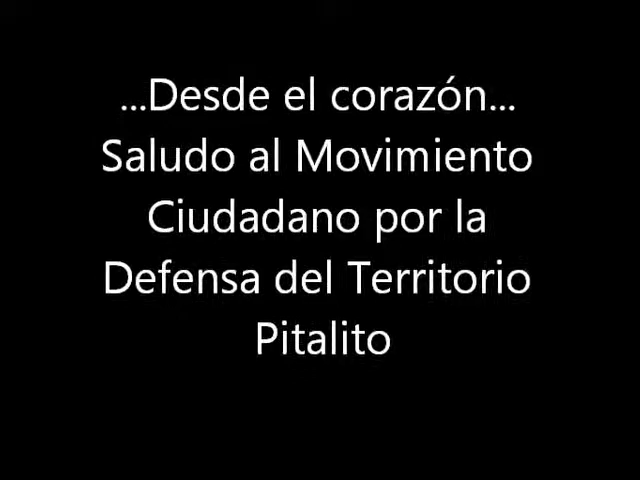 ...Desde el corazón...
Saludo al Movimiento
Ciudadano por la
Defensa del Territorio
Pitalito